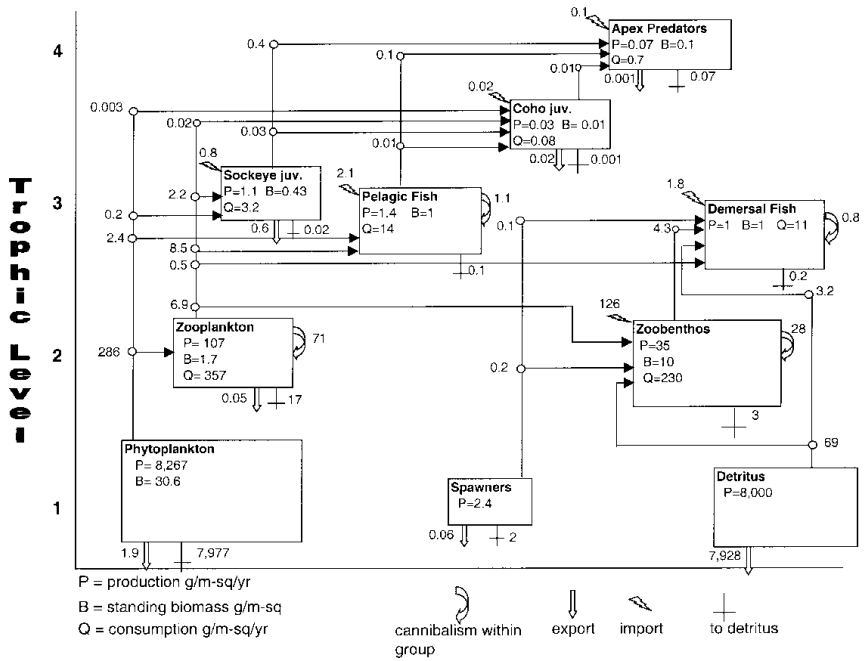 Trophic Level
4
3
2
1
0.1
Apex Predators
P=0.07 B=0.1
Q=0.7
0.001
0.07
0.4
0.1
0.010
0.02
Coho juv.
P=0.03 B= 0.01
Q=0.08
0.02
0.001
0.003
0.02
0.03
0.01
0.8
Sockeye juv.
P=1.1 B=0.43
Q=3.2
0.6
0.02
2.2
0.2
2.4
8.5
0.5
2.1
Pelagic Fish
P=1.4 B=1
Q=14
1.1
0.1
1.8
Demersal Fish
P=1 B=1 Q=11
0.8
0.2
0.1
4.3
3.2
6.9
Zooplankton
P= 107
B=1.7
Q= 357
71
0.05
17
286
126
Zoobenthos
P=35
B=10
Q=230
28
3
0.2
69
Phytoplankton
P= 8,267
B= 30.6
1.9
7,977
Spawners
P=2.4
0.06
2
Detritus
P=8,000
7,928
P = production g/m-sq/yr
B = standing biomass g/m-sq
Q = consumption g/m-sq/yr
cannibalism within
group
export
import
to detritus